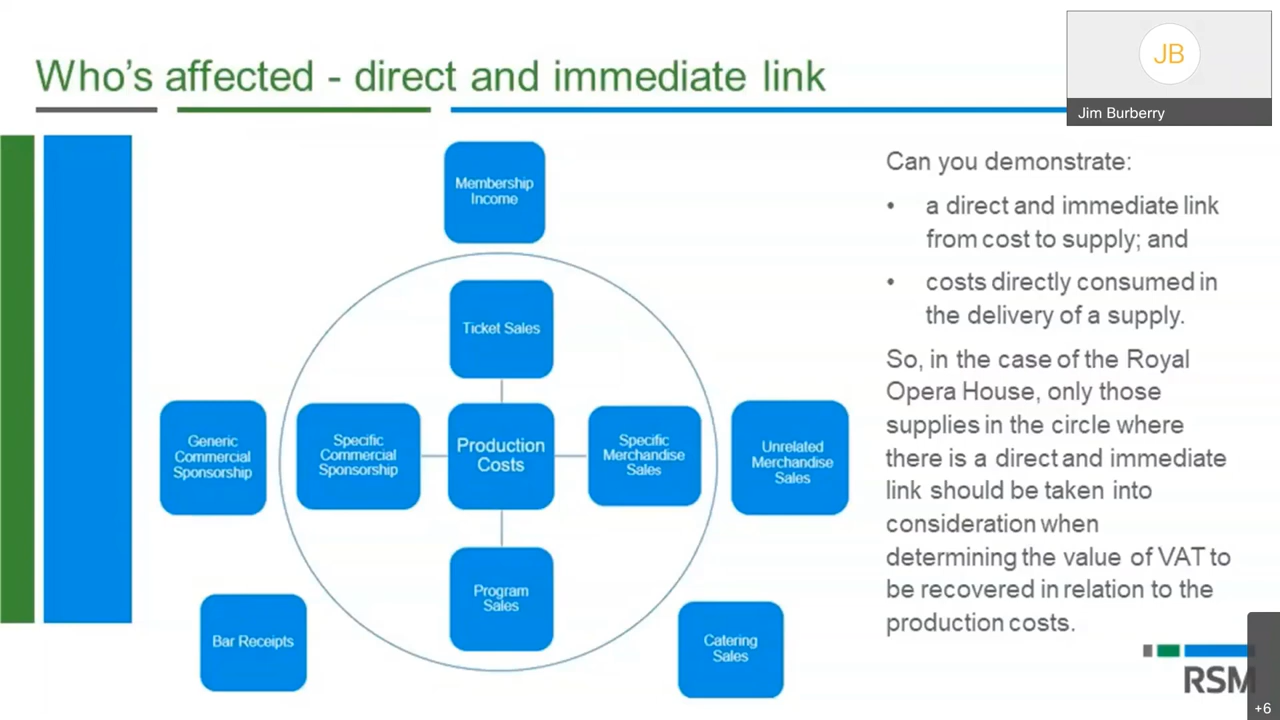 Who's affected - direct and immediate link
JB
Jim Burberry
Membership
Income
Ticket Sales
Generic
Commercial
Sponsorship
Specific
Commercial
Sponsorship
Production
Costs
Specific
Merchandise
Sales
Unrelated
Merchandise
Sales
Program
Sales
Bar Receipts
Catering
Sales
Can you demonstrate:
• a direct and immediate link
from cost to supply; and
• costs directly consumed in
the delivery of a supply.
So, in the case of the Royal
Opera House, only those
supplies in the circle where
there is a direct and immediate
link should be taken into
consideration when
determining the value of VAT to
be recovered in relation to the
production costs.
RSM
+6